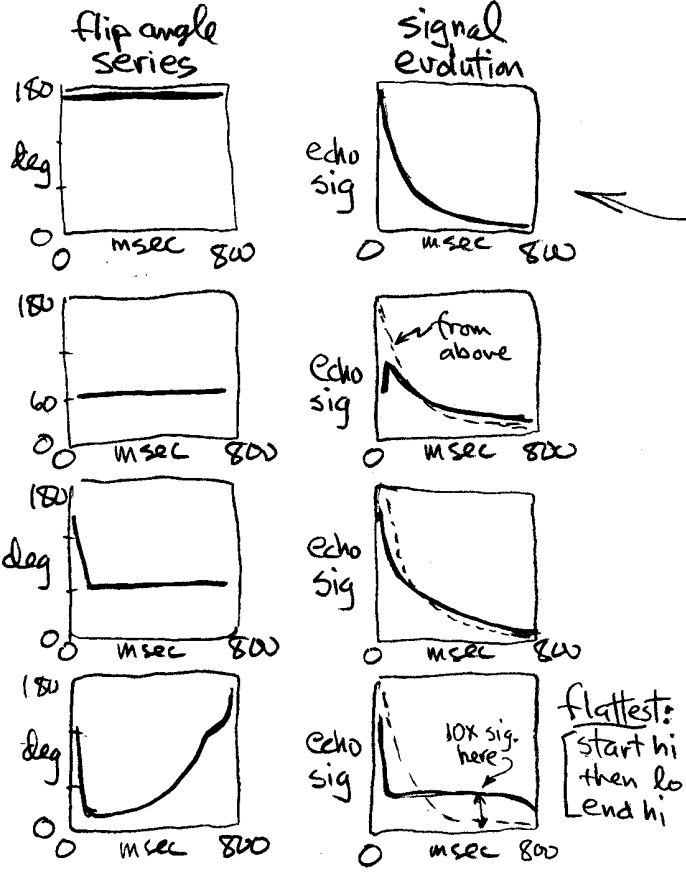 flip angle
series
signal
evolution
180
deg
0
0
msec
800
echo
sig
0
msec
800
180
60
0
0
msec
800
echo
sig
from
above
0
msec
800
180
deg
0
0
msec
800
echo
sig
0
msec
800
180
deg
0
0
msec
800
echo
sig
10X sig.
here
0
msec
800
flattest:
start hi
then lo
end hi